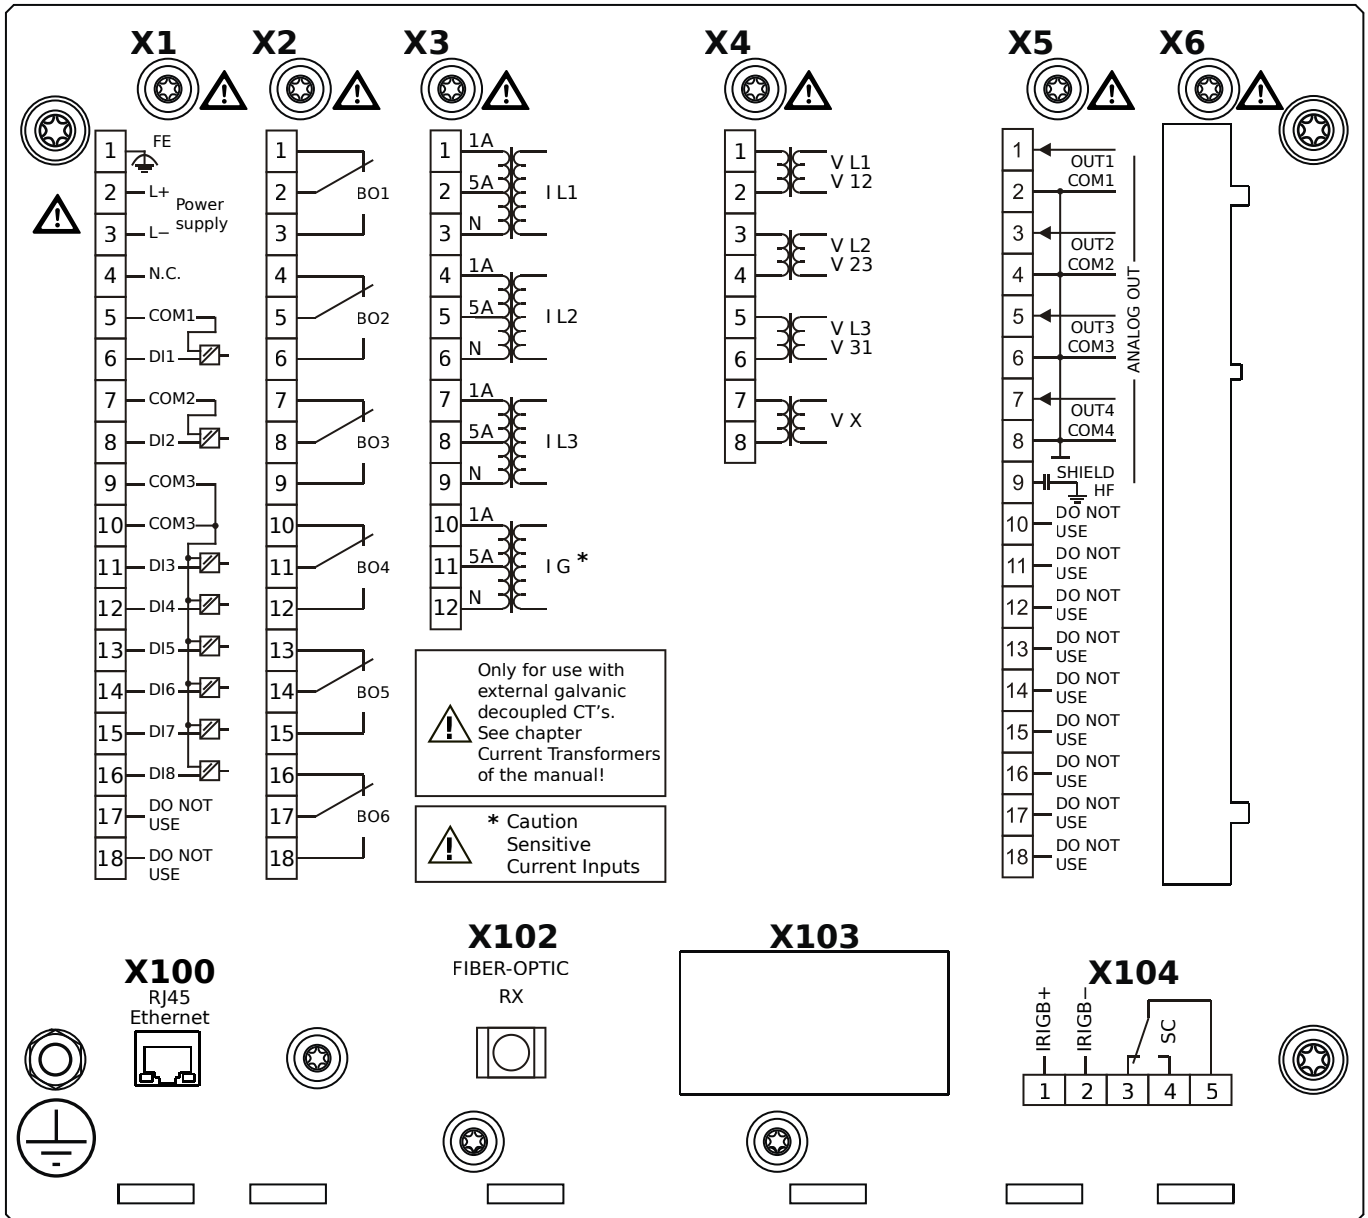 X1
X2
X3
X4
X5
X6
1 FE
2 L+
Power
supply
3 L−
4 N.C.
5 COM1
6 DI1
7 COM2
8 DI2
9 COM3
10 COM3
11 DI3
12 DI4
13 DI5
14 DI6
15 DI7
16 DI8
17 DO NOT
USE
18 DO NOT
USE
1
2 BO1
3
4
5 BO2
6
7
8 BO3
9
10
11 BO4
12
13
14 BO5
15
16
17 BO6
18
1 1A
2 5A I L1
3 N
4 1A
5 5A I L2
6 N
7 1A
8 5A I L3
9 N
10 1A
11 5A I G *
12 N
Only for use with
external galvanic
decoupled CT's.
See chapter
Current Transformers
of the manual!
* Caution
Sensitive
Current Inputs
1 V L1
2 V 12
3 V L2
4 V 23
5 V L3
6 V 31
7 V X
8
1 OUT1
2 COM1
3 OUT2
4 COM2
5 OUT3
6 COM3
7 OUT4
8 COM4
ANALOG OUT
9 SHIELD
HF
10 DO NOT
USE
11 DO NOT
USE
12 DO NOT
USE
13 DO NOT
USE
14 DO NOT
USE
15 DO NOT
USE
16 DO NOT
USE
17 DO NOT
USE
18 DO NOT
USE
X100
RJ45
Ethernet
X102
FIBER-OPTIC
RX
X103
X104
IRIGB+
IRIGB−
SC
1 2 3 4 5